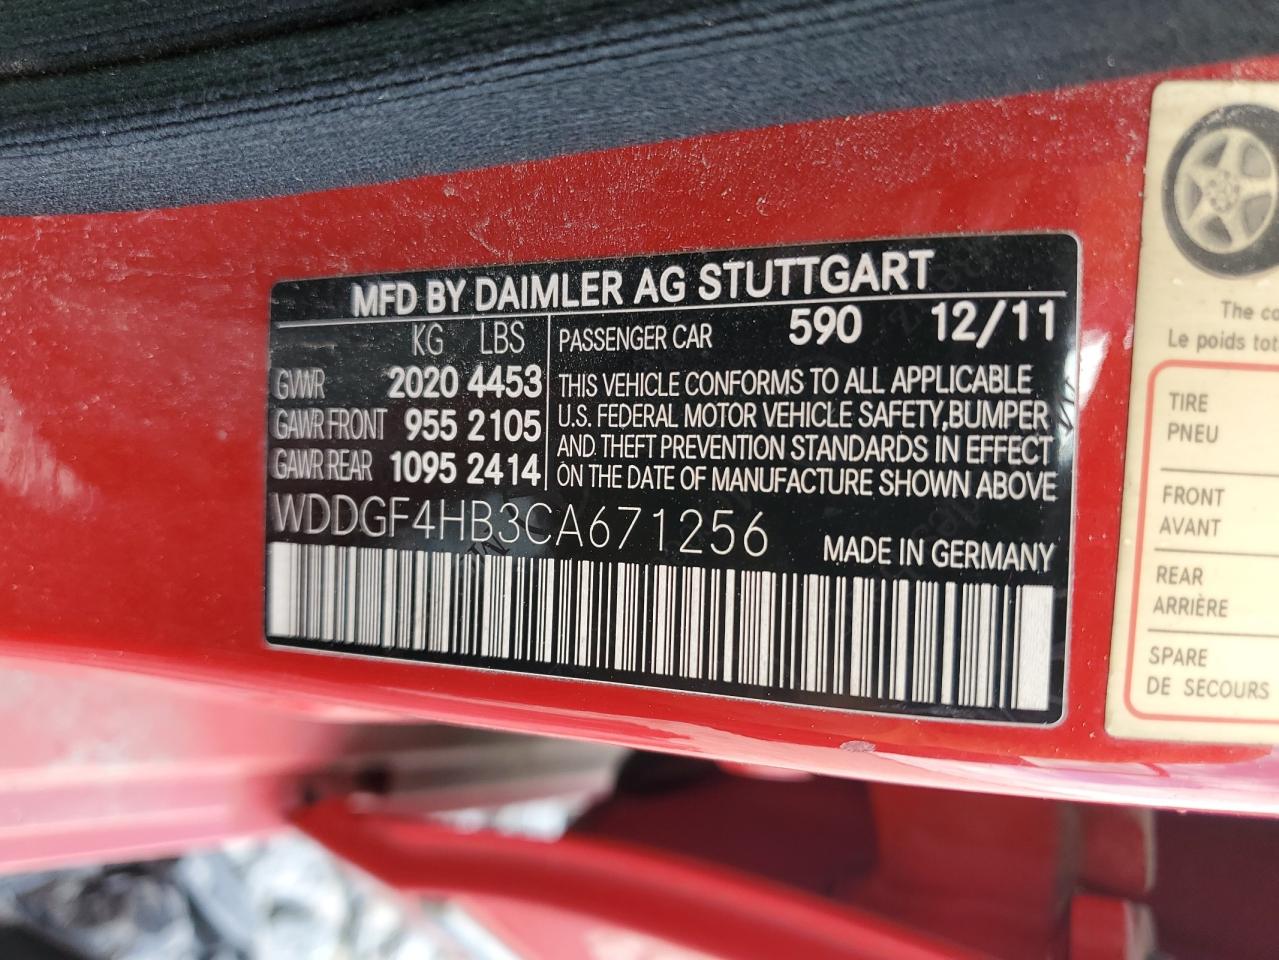 MFD BY DAIMLER AG STUTTGART
KG LBS
GVWR 2020 4453
GAWR FRONT 955 2105
GAWR REAR 1095 2414
PASSENGER CAR 590 12/11
THIS VEHICLE CONFORMS TO ALL APPLICABLE
U.S. FEDERAL MOTOR VEHICLE SAFETY,BUMPER
AND THEFT PREVENTION STANDARDS IN EFFECT
ON THE DATE OF MANUFACTURE SHOWN ABOVE
WDDGF4HB3CA671256
MADE IN GERMANY
The
Le poids
TIRE
PNEU
FRONT
AVANT
REAR
ARRIÈRE
SPARE
DE SECOURS